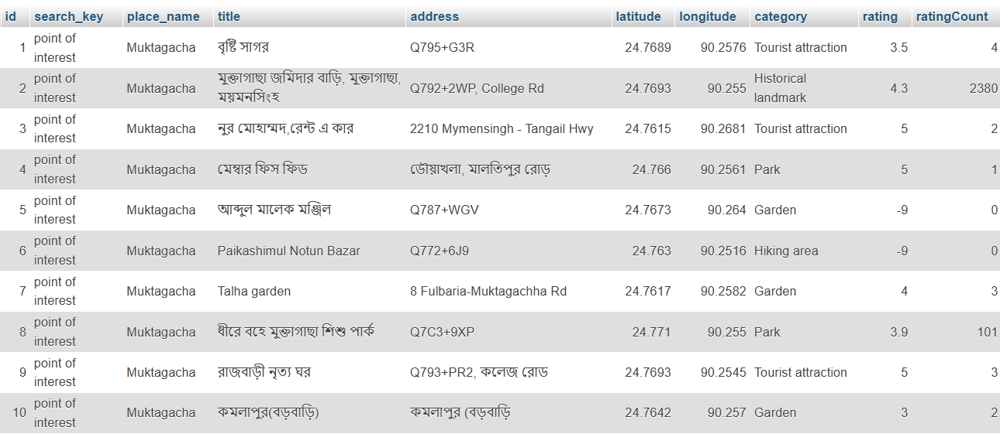 id search_key place_name title address latitude longitude category rating ratingCount
1 point of interest Muktagacha বৃষ্টি সাগর Q795+G3R 24.7689 90.2576 Tourist attraction 3.5 4
2 point of interest Muktagacha মুক্তাগাছা জমিদার বাড়ি, মুক্তাগাছা, ময়মনসিংহ Q792+2WP, College Rd 24.7693 90.255 Historical landmark 4.3 2380
3 point of interest Muktagacha নুর মোহাম্মদ,রেন্ট এ কার 2210 Mymensingh - Tangail Hwy 24.7615 90.2681 Tourist attraction 5 2
4 point of interest Muktagacha মেম্বার ফিস ফিড ডৌয়াখলা, মালতিপুর রোড় 24.766 90.2561 Park 5 1
5 point of interest Muktagacha আব্দুল মালেক মঞ্জিল Q787+WGV 24.7673 90.264 Garden -9 0
6 point of interest Muktagacha Paikashimul Notun Bazar Q772+6J9 24.763 90.2516 Hiking area -9 0
7 point of interest Muktagacha Talha garden 8 Fulbaria-Muktagachha Rd 24.7617 90.2582 Garden 4 3
8 point of interest Muktagacha ধীরে বহে মুক্তাগাছা শিশু পার্ক Q7C3+9XP 24.771 90.255 Park 3.9 101
9 point of interest Muktagacha রাজবাড়ী নৃত্য ঘর Q793+PR2, কলেজ রোড 24.7693 90.2545 Tourist attraction 5 3
10 point of interest Muktagacha কমলাপুর(বড়বাড়ি) কমলাপুর (বড়বাড়ি 24.7642 90.257 Garden 3 2